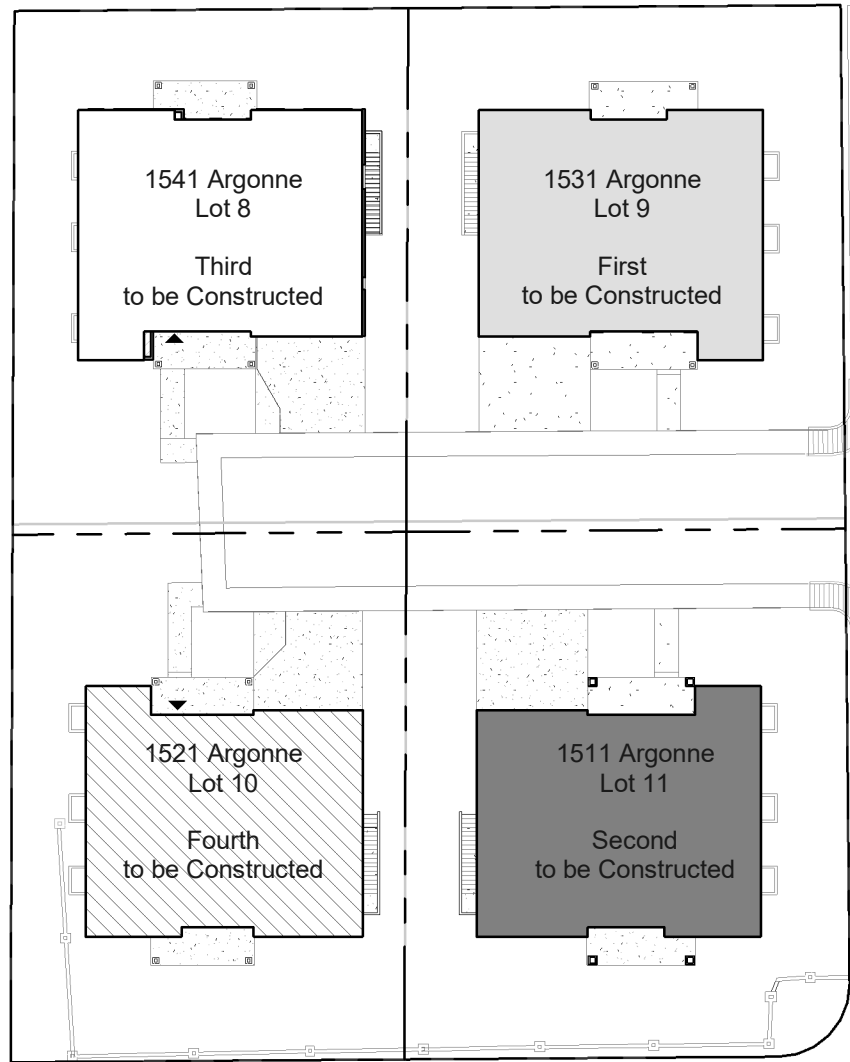 1541 Argonne
Lot 8
Third
to be Constructed
1531 Argonne
Lot 9
First
to be Constructed
1521 Argonne
Lot 10
Fourth
to be Constructed
1511 Argonne
Lot 11
Second
to be Constructed